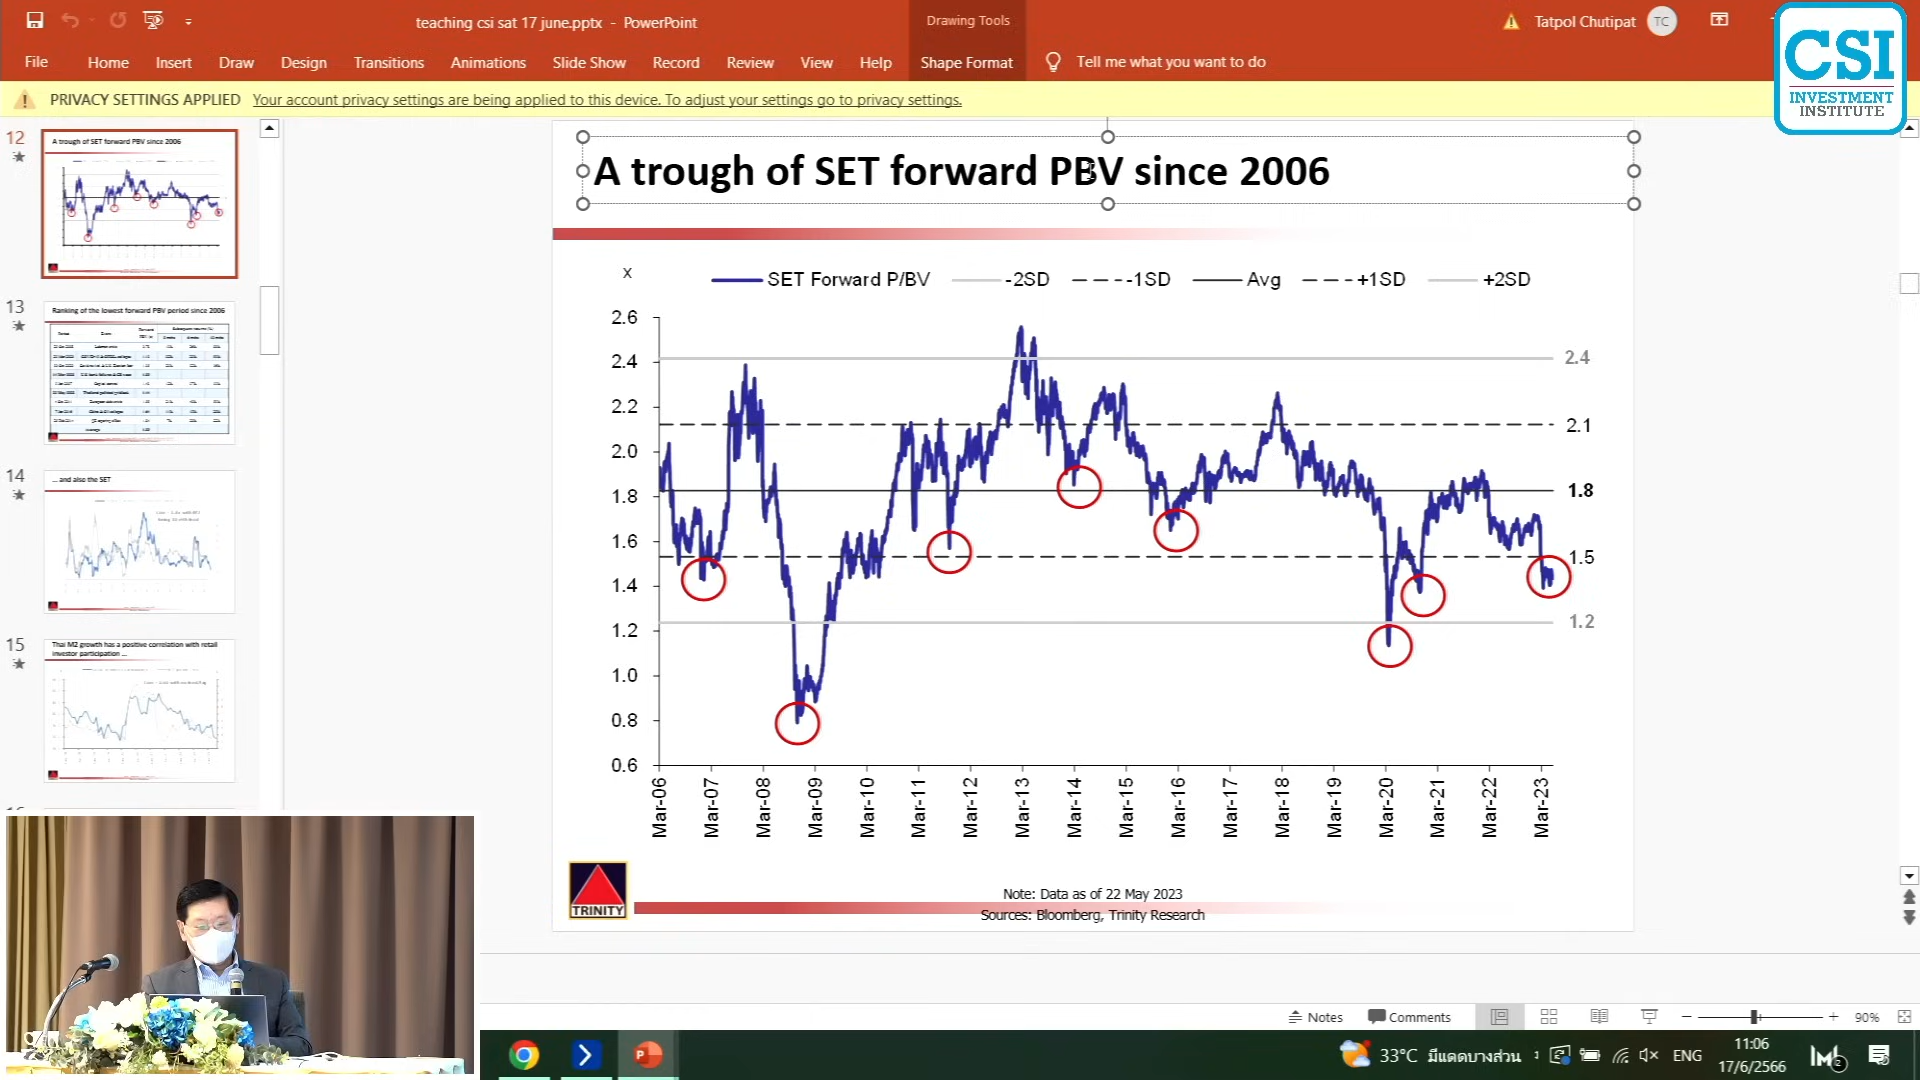 teaching csi sat 17 june.pptx - PowerPoint
Drawing Tools
Tatpol Chutipat
TC
File
Home
Insert
Draw
Design
Transitions
Animations
Slide Show
Record
Review
View
Help
Shape Format
Tell me what you want to do
CSI
INVESTMENT
INSTITUTE
PRIVACY SETTINGS APPLIED Your account privacy settings are being applied to this device. To adjust your settings go to privacy settings.
12
A trough of SET forward PBV since 2006
13
Ranking of the lowest forward PBV period since 2006
14
... and also the SET
15
Thai M2 growth has a positive correlation with retail
investor participation ...
A trough of SET forward PBV since 2006
x
SET Forward P/BV
-2SD
-1SD
Avg
+1SD
+2SD
2.6
2.4
2.2
2.0
1.8
1.6
1.4
1.2
1.0
0.8
0.6
2.4
2.1
1.8
1.5
1.2
Mar-06
Mar-07
Mar-08
Mar-09
Mar-10
Mar-11
Mar-12
Mar-13
Mar-14
Mar-15
Mar-16
Mar-17
Mar-18
Mar-19
Mar-20
Mar-21
Mar-22
Mar-23
TRINITY
Note: Data as of 22 May 2023
Sources: Bloomberg, Trinity Research
Notes
Comments
90%
33°C มีแดดบางส่วน
ENG
11:06
17/6/2566